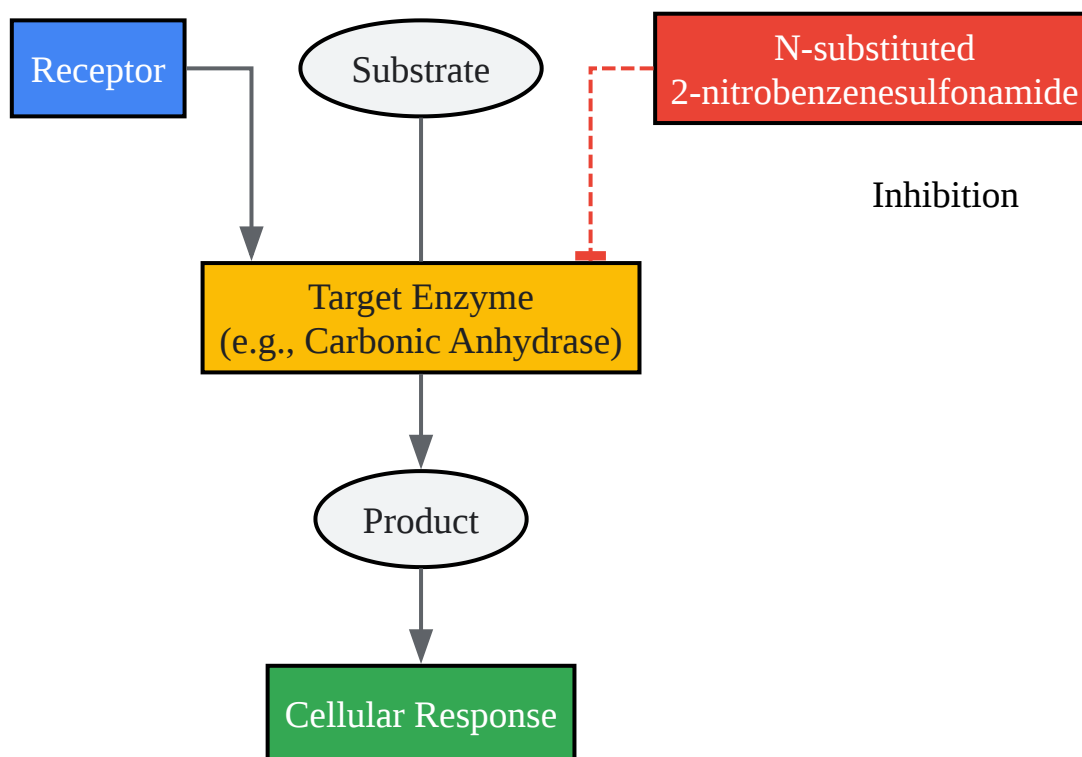 Receptor
Substrate
N-substituted
2-nitrobenzenesulfonamide
Inhibition
Target Enzyme
(e.g., Carbonic Anhydrase)
Product
Cellular Response